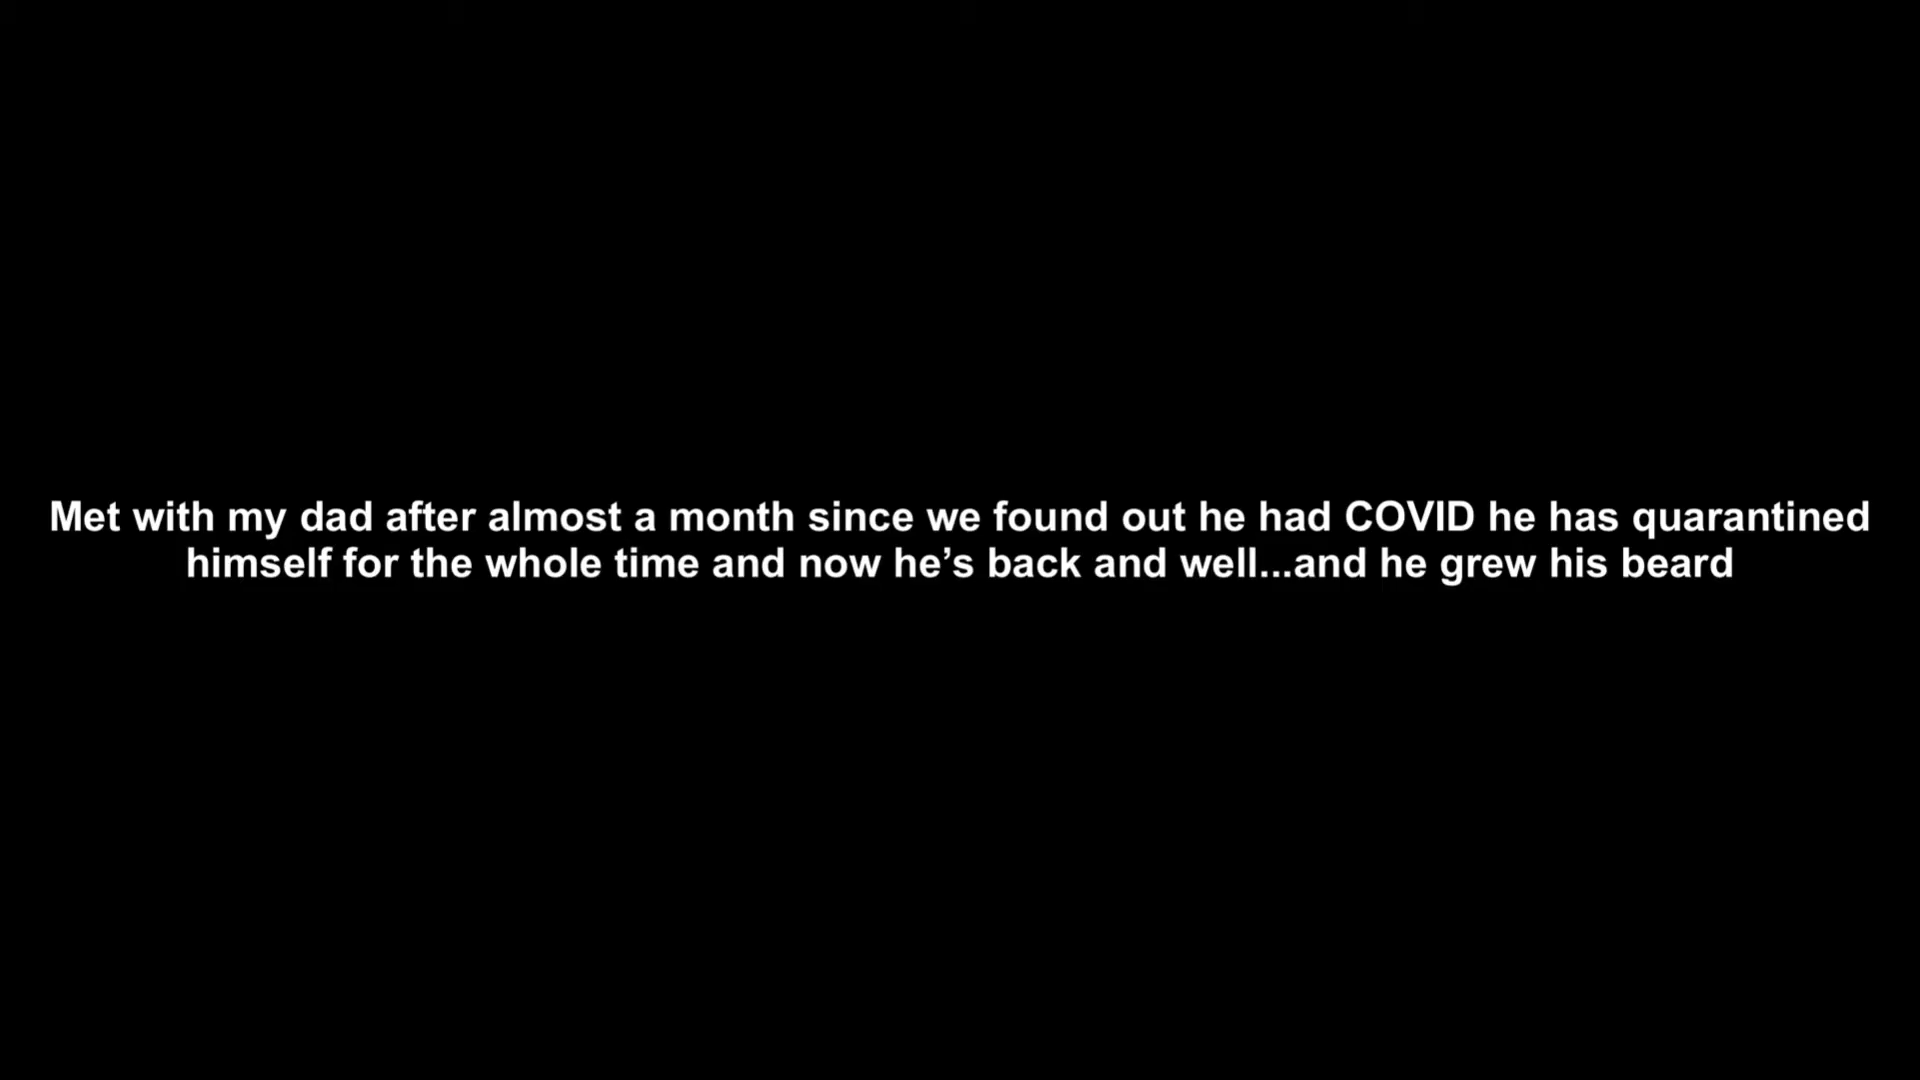 Met with my dad after almost a month since we found out he had COVID he has quarantined
himself for the whole time and now he’s back and well...and he grew his beard